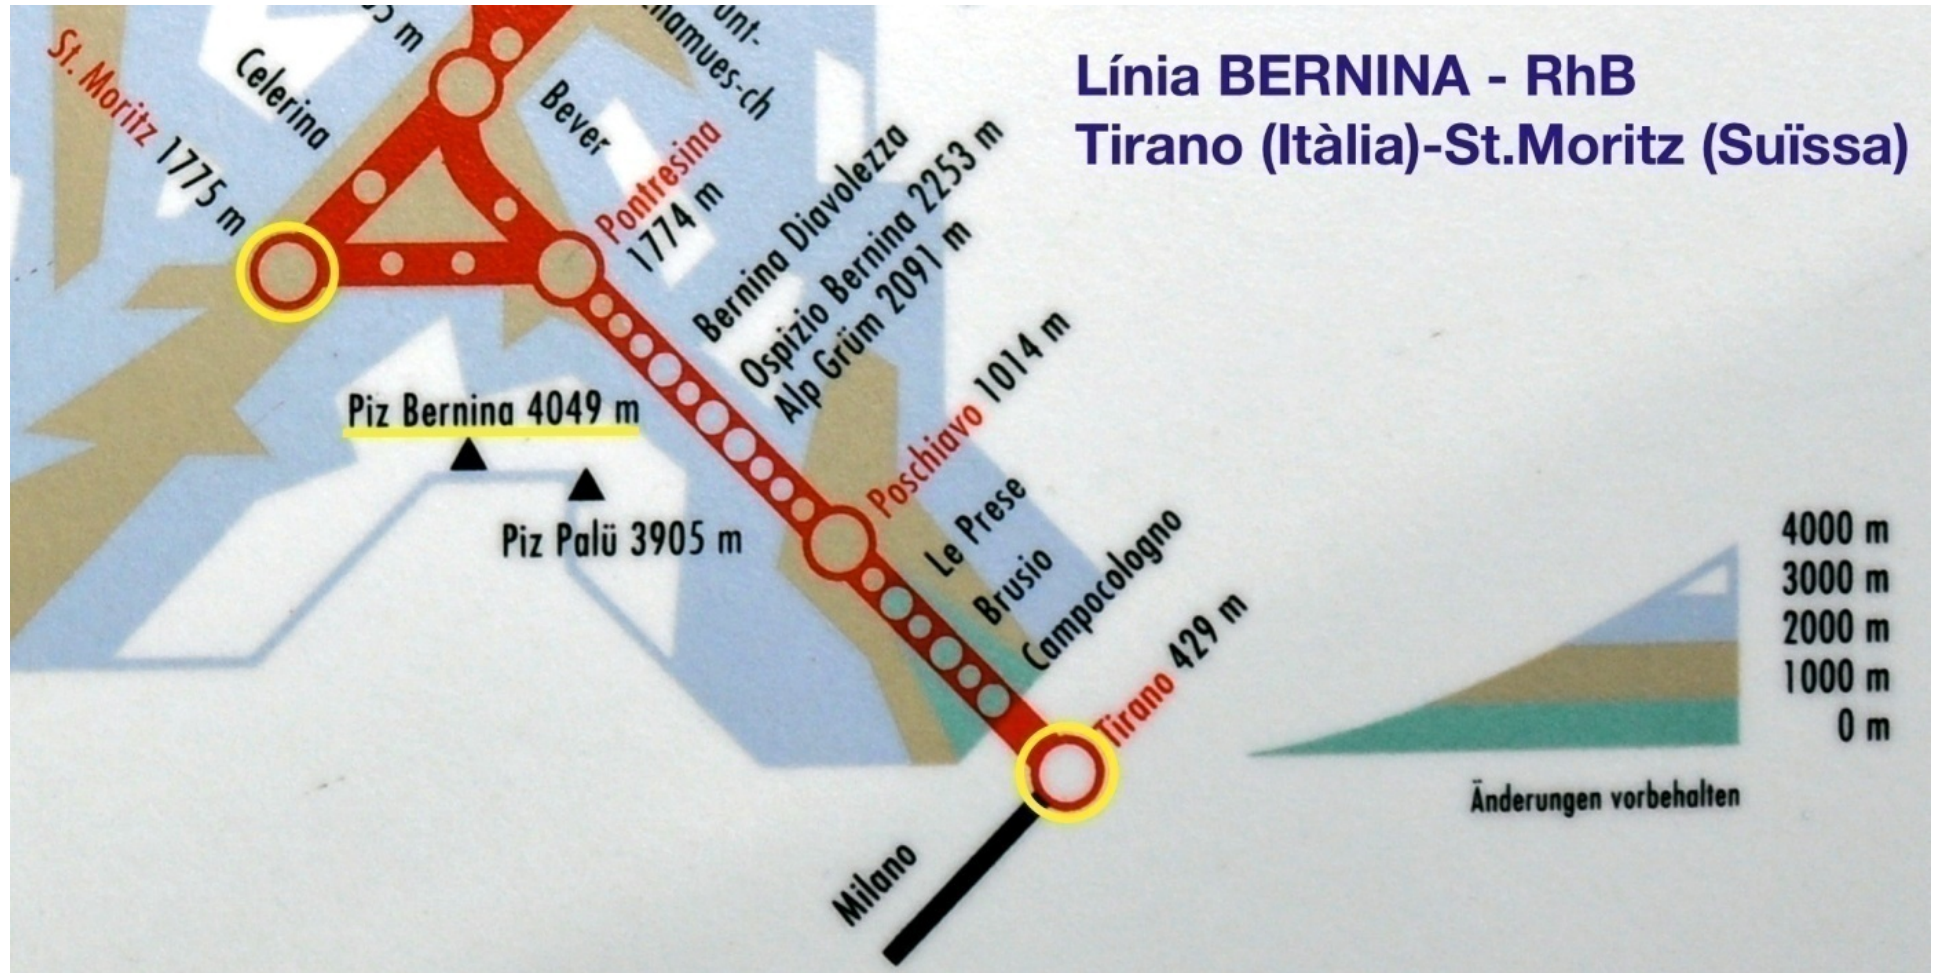 Línia BERNINA - RhB
Tirano (Itàlia)-St.Moritz (Suïssa)
St. Moritz 1775 m
Celerina
Bever
Pontresina
1774 m
Bernina Diavolezza
Ospizio Bernina 2253 m
Alp Grüm 2091 m
Poschiavo 1014 m
Piz Bernina 4049 m
Piz Palü 3905 m
Le Prese
Brusio
Campocologno
Tirano 429 m
Milano
4000 m
3000 m
2000 m
1000 m
0 m
Änderungen vorbehalten